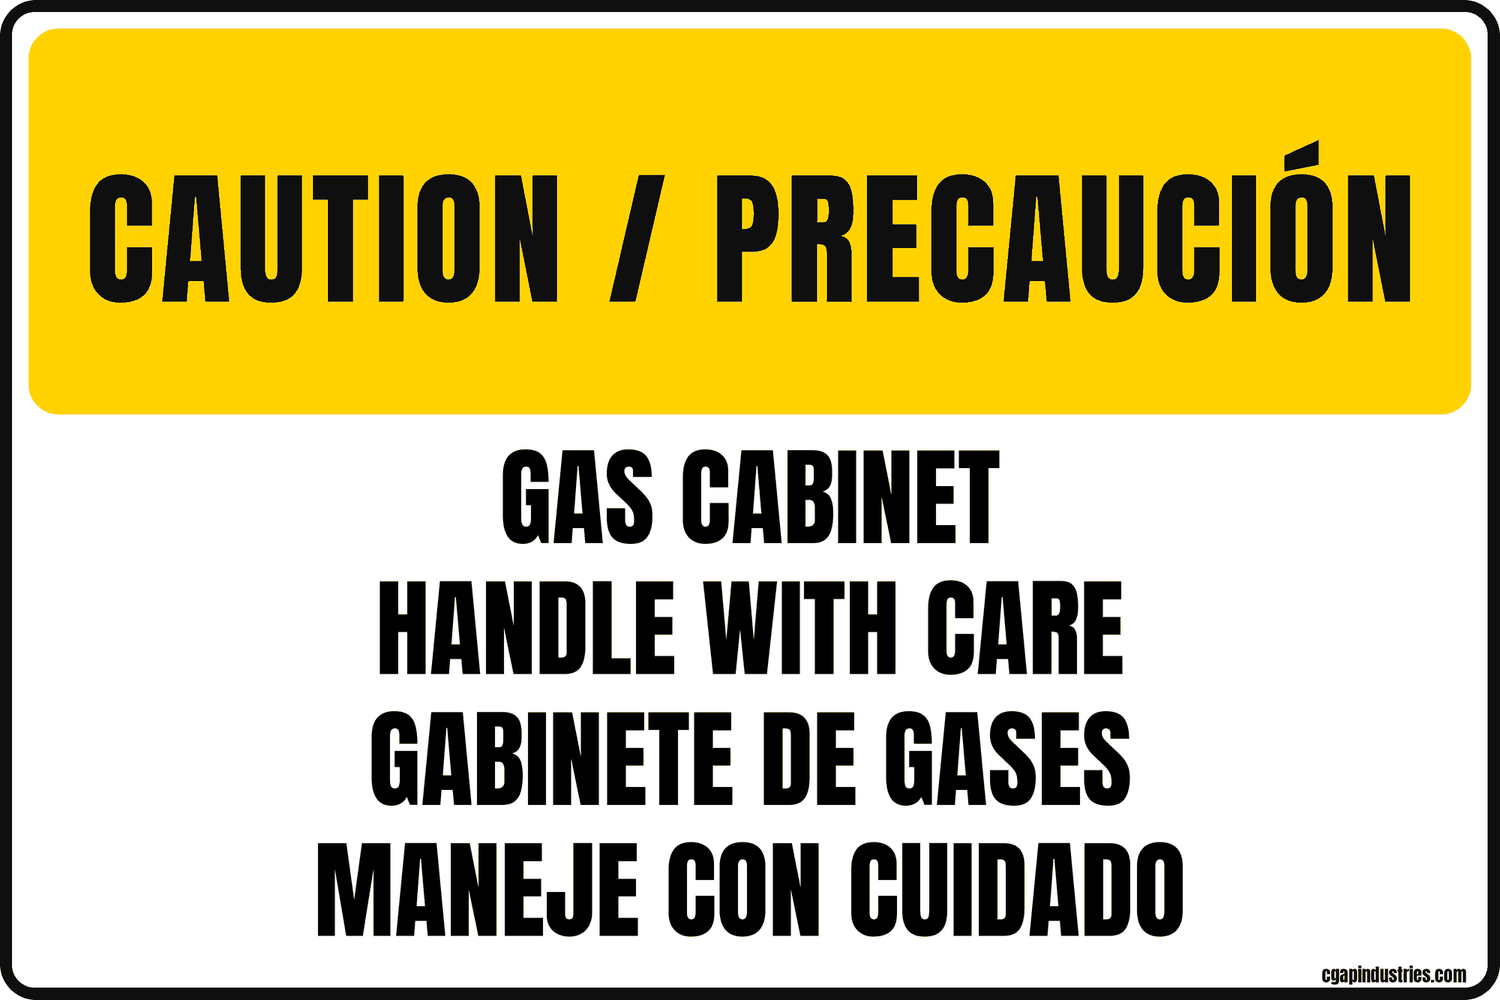 CAUTION / PRECAUCIÓN
GAS CABINET
HANDLE WITH CARE
GABINETE DE GASES
MANEJE CON CUIDADO
cgapindustries.com